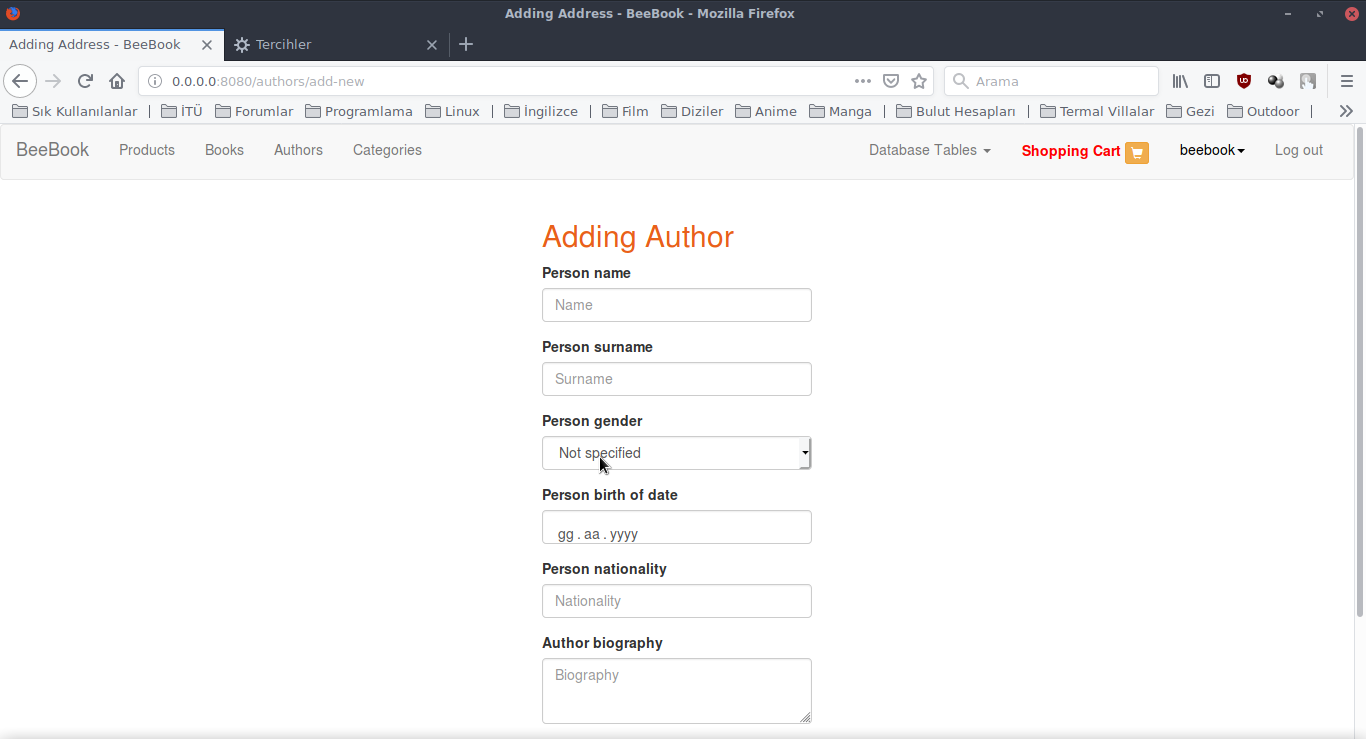 Adding Address - BeeBook - Mozilla Firefox
Adding Address - BeeBook
Tercihler
0.0.0.0:8080/authors/add-new
Arama
Sık Kullanılanlar | İTÜ Forumlar Programlama Linux | İngilizce | Film Diziler Anime Manga | Bulut Hesapları | Termal Villalar Gezi Outdoor |
BeeBook Products Books Authors Categories Database Tables Shopping Cart beebook Log out
Adding Author
Person name
Name
Person surname
Surname
Person gender
Not specified
Person birth of date
gg . aa . yyyy
Person nationality
Nationality
Author biography
Biography